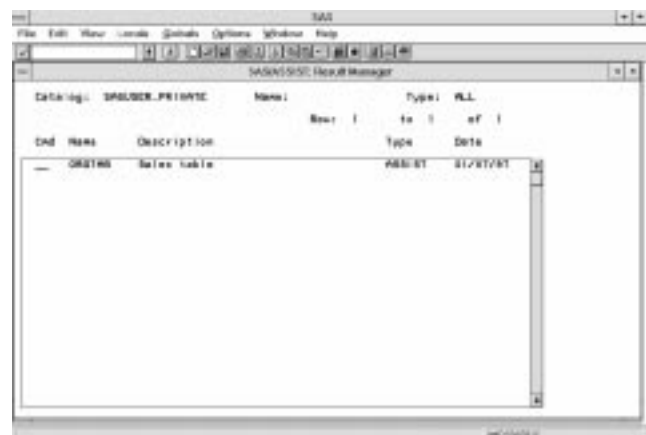 SAS
File Edit View Locals Globals Options Window Help
SAS/ASSIST: Result Manager
Catalog: SASUSER.PRIVATE Name: Type: ALL
Row: 1 to 1 of 1
Cmd Name Description Type Date
Sales table ASSIST